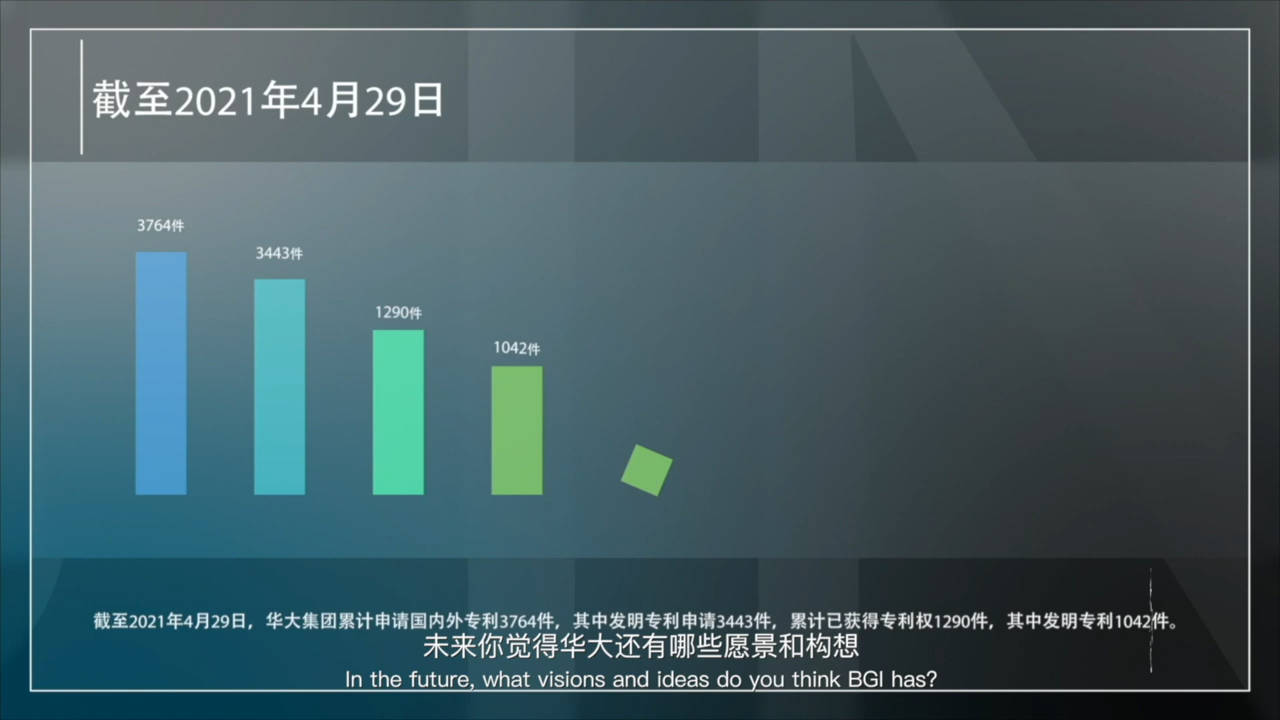 截至2021年4月29日
3764件
3443件
1290件
1042件
截至2021年4月29日，华大集团累计申请国内外专利3764件，其中发明专利申请3443件，累计已获得专利权1290件，其中发明专利1042件。
未来你觉得华大还有哪些愿景和构想
In the future, what visions and ideas do you think BGI has?